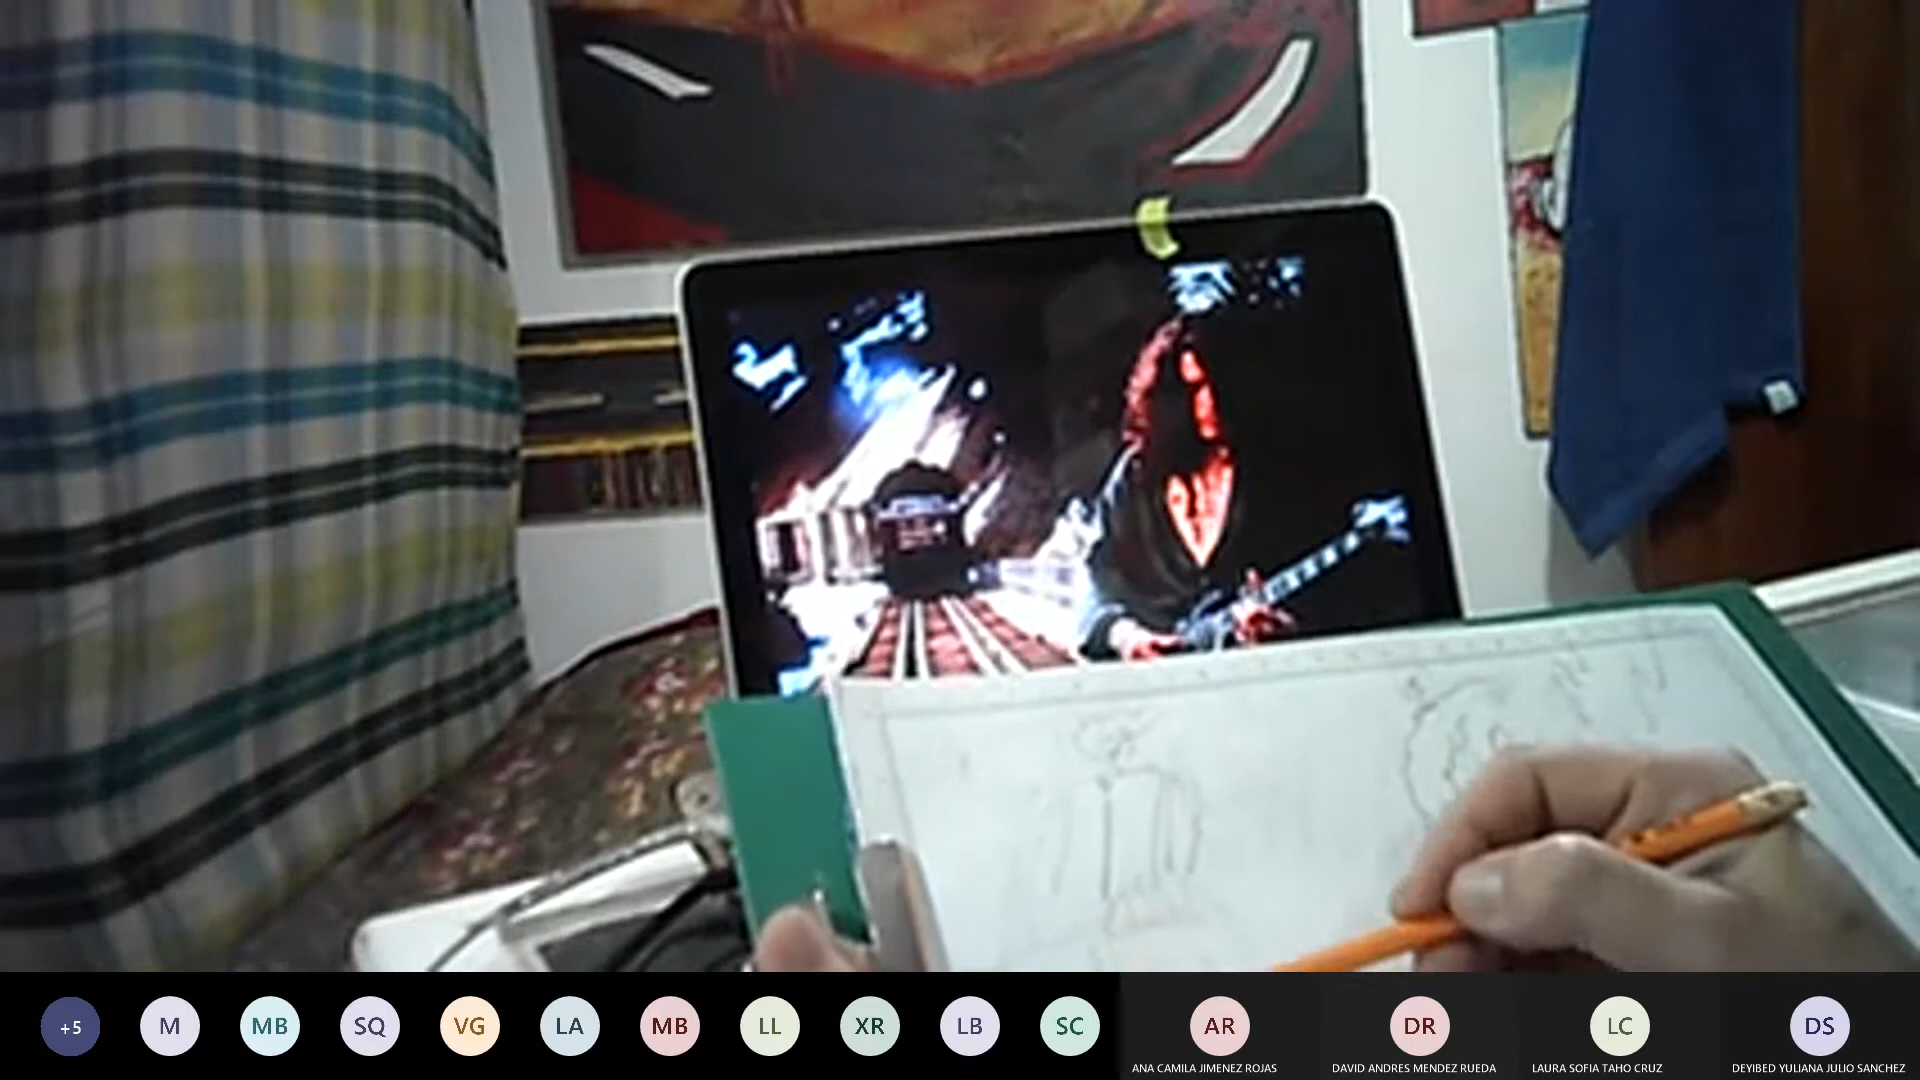 +5 M MB SQ VG LA MB LL XR LB SC AR DR LC DS
ANA CAMILA JIMENEZ ROJAS DAVID ANDRES MENDEZ RUEDA LAURA SOFIA TAHO CRUZ DEYIBED YULIANA JULIO SANCHEZ